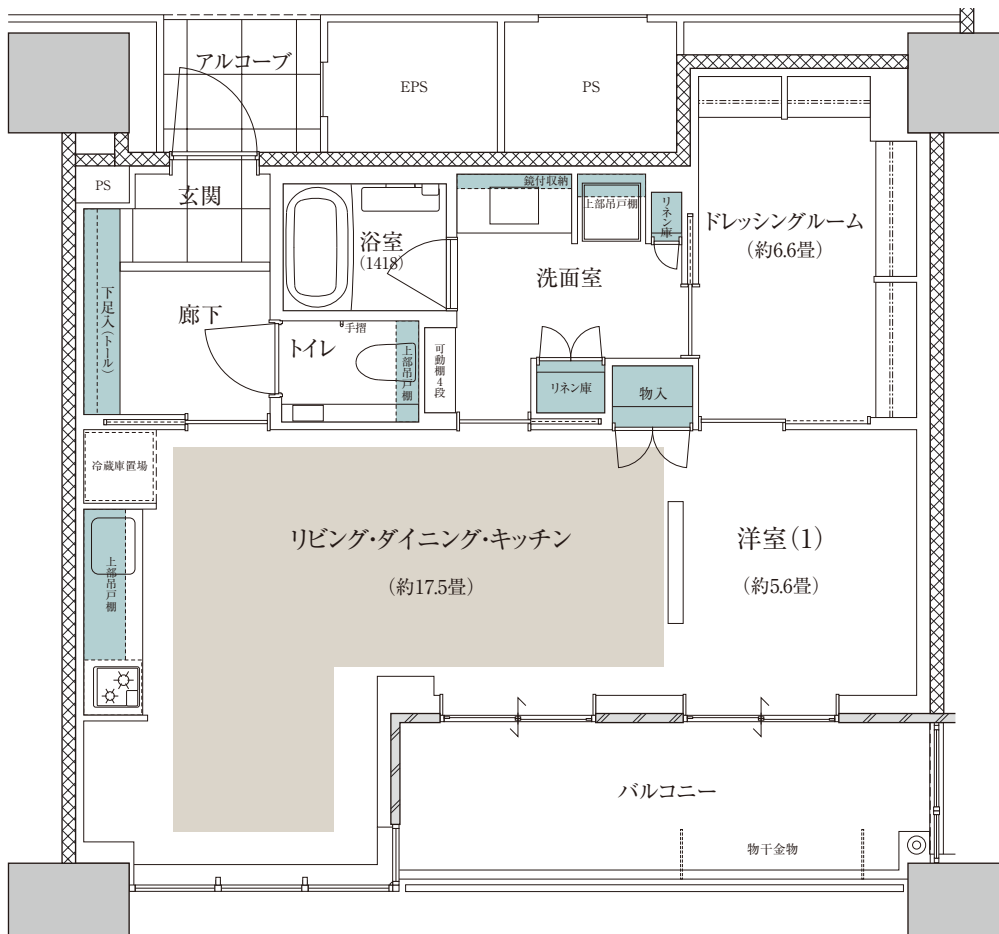 アルコーブ
EPS
PS
PS
玄関
鏡付収納
上部吊戸棚
リネン庫
ドレッシングルーム
(約6.6畳)
浴室
(1418)
洗面室
下足入(トール)
廊下
手摺
トイレ
上部吊戸棚
可動棚4段
リネン庫
物入
冷蔵庫置場
リビング・ダイニング・キッチン
(約17.5畳)
洋室(1)
(約5.6畳)
上部吊戸棚
バルコニー
物干金物